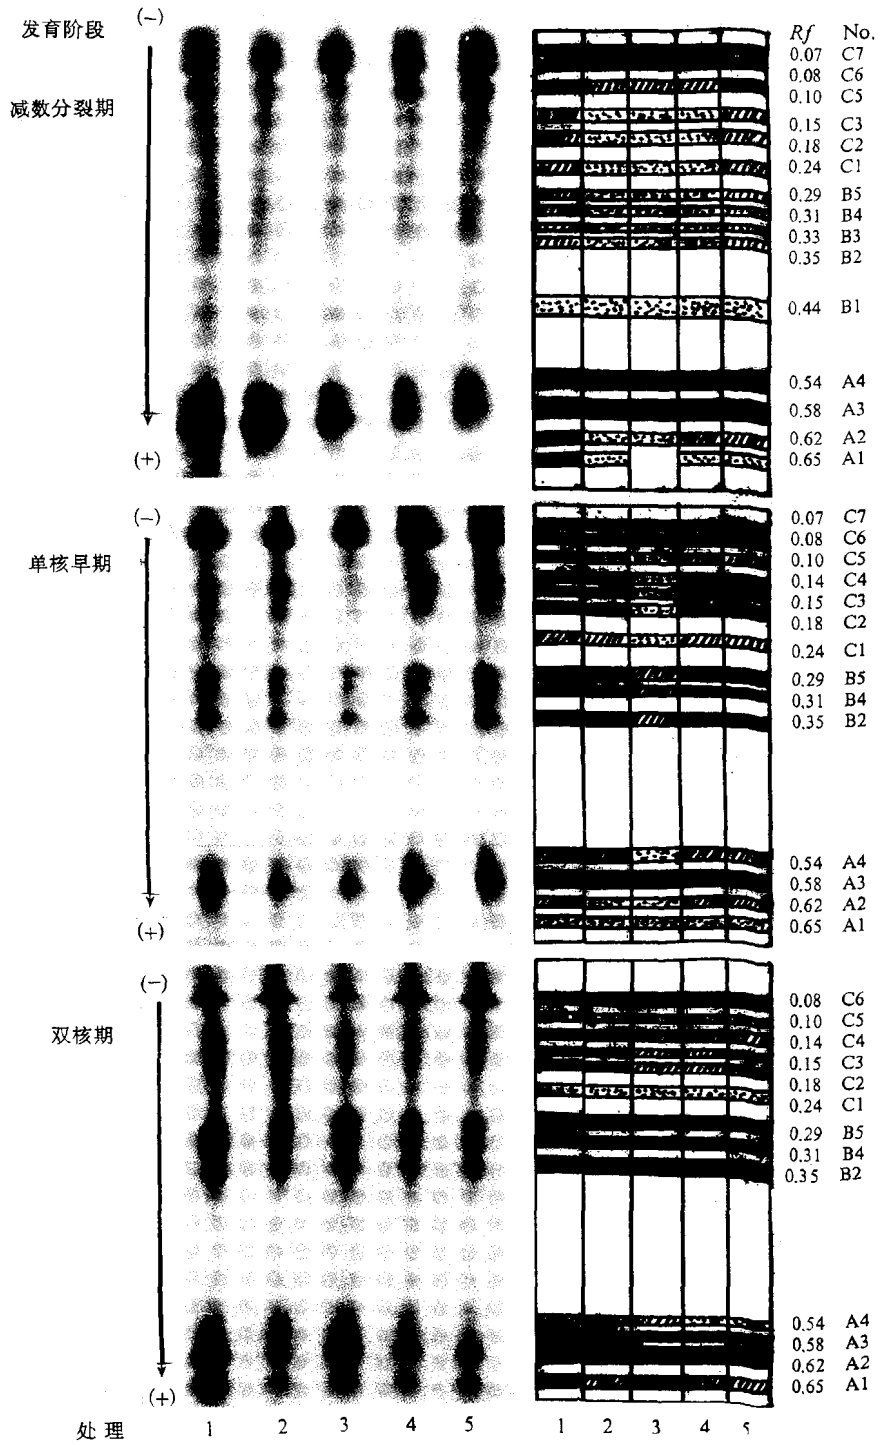 发育阶段 (−) Rf No.
0.07 C7
0.08 C6
0.10 C5
减数分裂期
0.15 C3
0.18 C2
0.24 C1
0.29 B5
0.31 B4
0.33 B3
0.35 B2
0.44 B1
0.54 A4
0.58 A3
0.62 A2
(+) 0.65 A1
(−) 0.07 C7
0.08 C6
单核早期 0.10 C5
0.14 C4
0.15 C3
0.18 C2
0.24 C1
0.29 B5
0.31 B4
0.35 B2
0.54 A4
0.58 A3
0.62 A2
(+) 0.65 A1
(−)
0.08 C6
0.10 C5
双核期 0.14 C4
0.15 C3
0.18 C2
0.24 C1
0.29 B5
0.31 B4
0.35 B2
0.54 A4
0.58 A3
0.62 A2
(+) 0.65 A1
处理 1 2 3 4 5 1 2 3 4 5